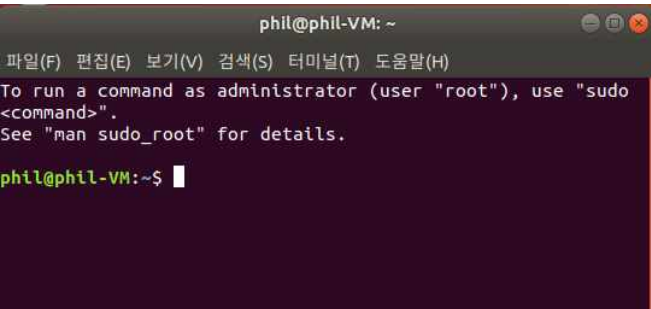 phil@phil-VM: ~
파일(F) 편집(E) 보기(V) 검색(S) 터미널(T) 도움말(H)
To run a command as administrator (user "root"), use "sudo
<command>".
See "man sudo_root" for details.
phil@phil-VM:~$